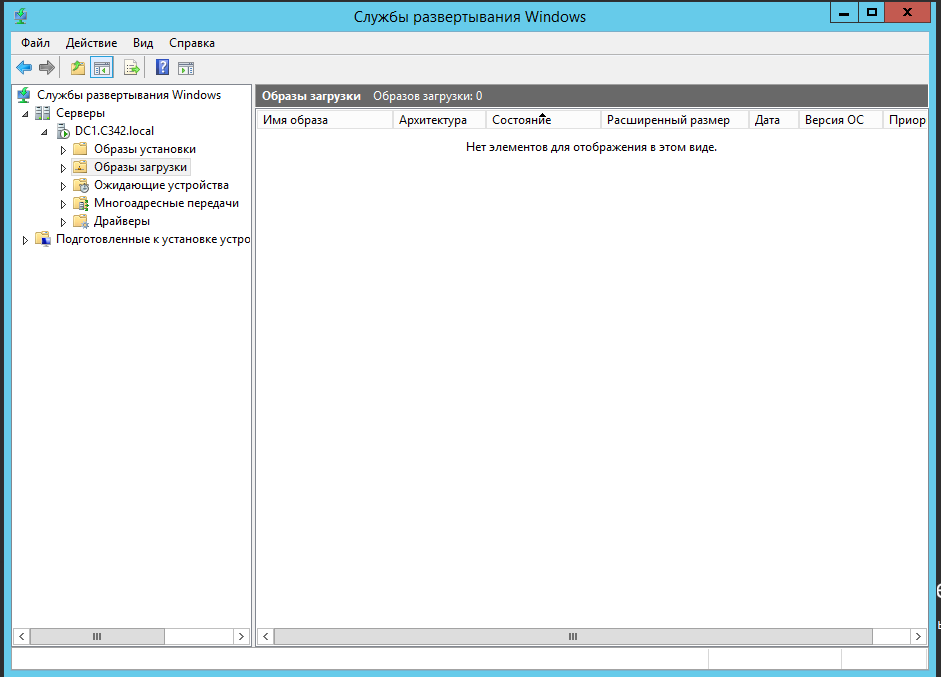 Службы развертывания Windows
Файл Действие Вид Справка
Службы развертывания Windows
Серверы
DC1.C342.local
Образы установки
Образы загрузки
Ожидающие устройства
Многоадресные передачи
Драйверы
Подготовленные к установке устро
Образы загрузки Образов загрузки: 0
Имя образа Архитектура Состояние Расширенный размер Дата Версия ОС Приор
Нет элементов для отображения в этом виде.